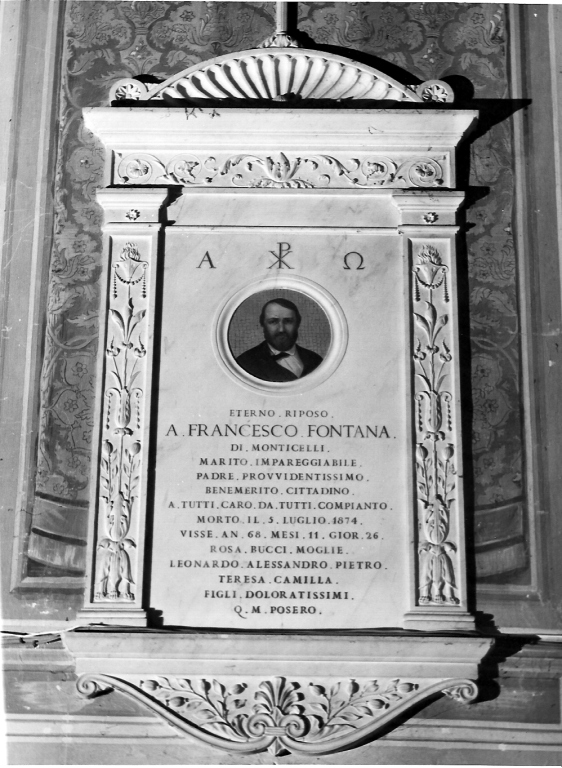 Α ☧ Ω
ETERNO . RIPOSO .
A . FRANCESCO . FONTANA .
DI . MONTICELLI .
MARITO . IMPAREGGIABILE .
PADRE . PROVVIDENTISSIMO .
BENEMERITO . CITTADINO .
A . TUTTI . CARO . DA . TUTTI . COMPIANTO .
MORTO . IL . 5 . LUGLIO . 1874 .
VISSE . AN . 68 . MESI . 11 . GIOR . 26 .
ROSA . BUCCI . MOGLIE .
LEONARDO . ALESSANDRO . PIETRO .
TERESA . CAMILLA .
FIGLI . DOLORATISSIMI .
Q . M . POSERO .